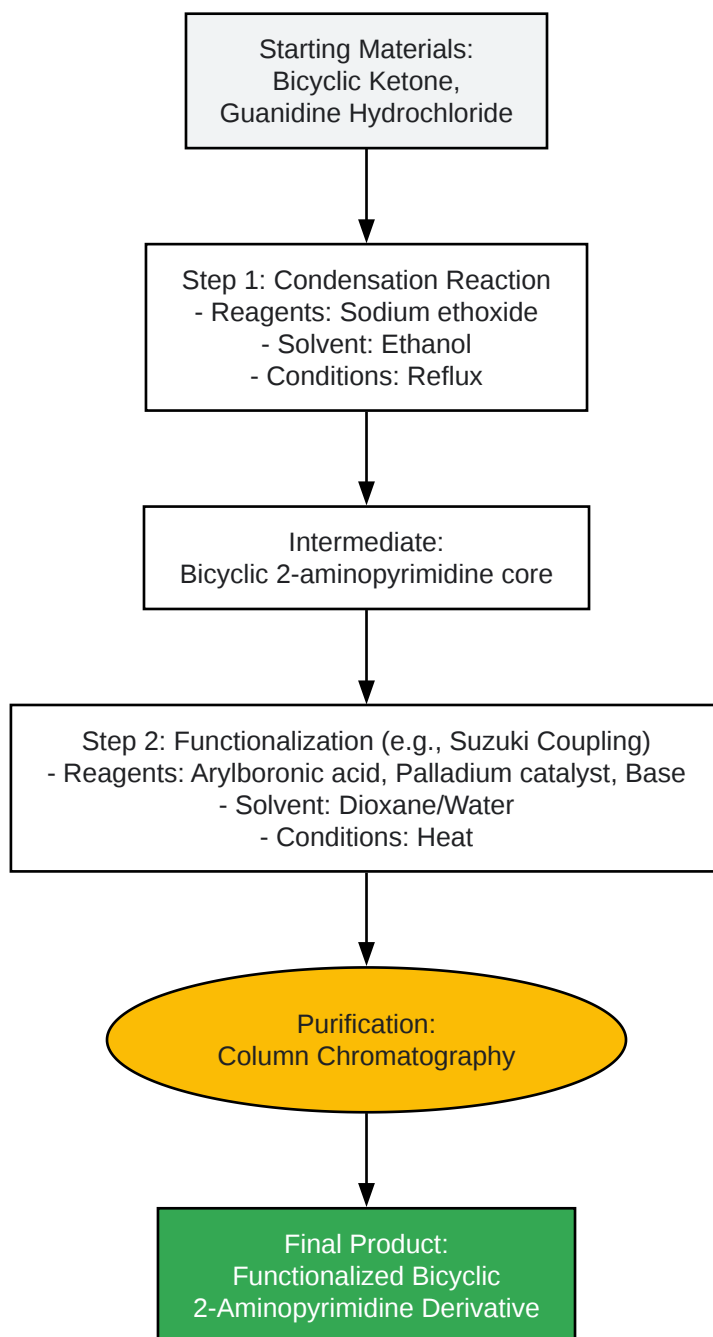 Starting Materials:
Bicyclic Ketone,
Guanidine Hydrochloride
Step 1: Condensation Reaction
- Reagents: Sodium ethoxide
- Solvent: Ethanol
- Conditions: Reflux
Intermediate:
Bicyclic 2-aminopyrimidine core
Step 2: Functionalization (e.g., Suzuki Coupling)
- Reagents: Arylboronic acid, Palladium catalyst, Base
- Solvent: Dioxane/Water
- Conditions: Heat
Purification:
Column Chromatography
Final Product:
Functionalized Bicyclic
2-Aminopyrimidine Derivative